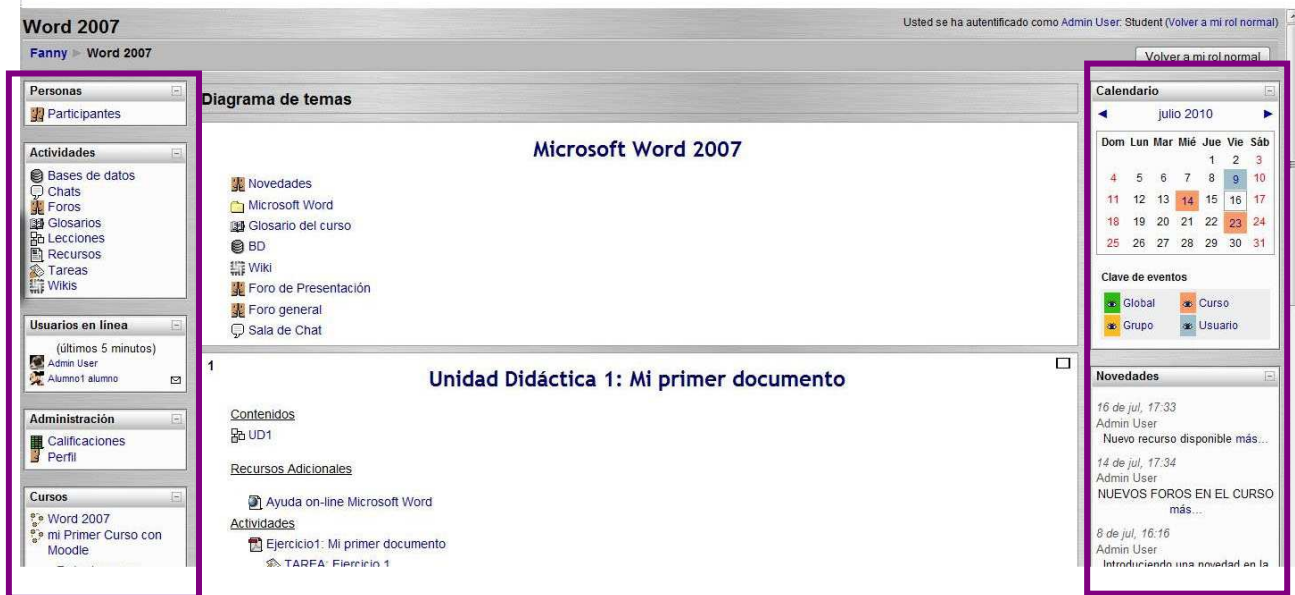 Word 2007
Usted se ha autentificado como Admin User: Student (Volver a mi rol normal)
Fanny ► Word 2007
Volver a mi rol normal
Personas
Participantes
Actividades
Bases de datos
Chats
Foros
Glosarios
Lecciones
Recursos
Tareas
Wikis
Usuarios en línea
(últimos 5 minutos)
Admin User
Alumno1 alumno
Administración
Calificaciones
Perfil
Cursos
Word 2007
mi Primer Curso con
Moodle
Diagrama de temas
Microsoft Word 2007
Novedades
Microsoft Word
Glosario del curso
BD
Wiki
Foro de Presentación
Foro general
Sala de Chat
1
Unidad Didáctica 1: Mi primer documento
Contenidos
UD1
Recursos Adicionales
Ayuda on-line Microsoft Word
Actividades
Ejercicio1: Mi primer documento
TAREA: Ejercicio 1
Calendario
◄ julio 2010 ►
Dom Lun Mar Mié Jue Vie Sáb
1 2 3
4 5 6 7 8 9 10
11 12 13 14 15 16 17
18 19 20 21 22 23 24
25 26 27 28 29 30 31
Clave de eventos
Global Curso
Grupo Usuario
Novedades
16 de jul, 17:33
Admin User
Nuevo recurso disponible más...
14 de jul, 17:34
Admin User
NUEVOS FOROS EN EL CURSO
más...
8 de jul, 16:16
Admin User
Introduciendo una novedad en la